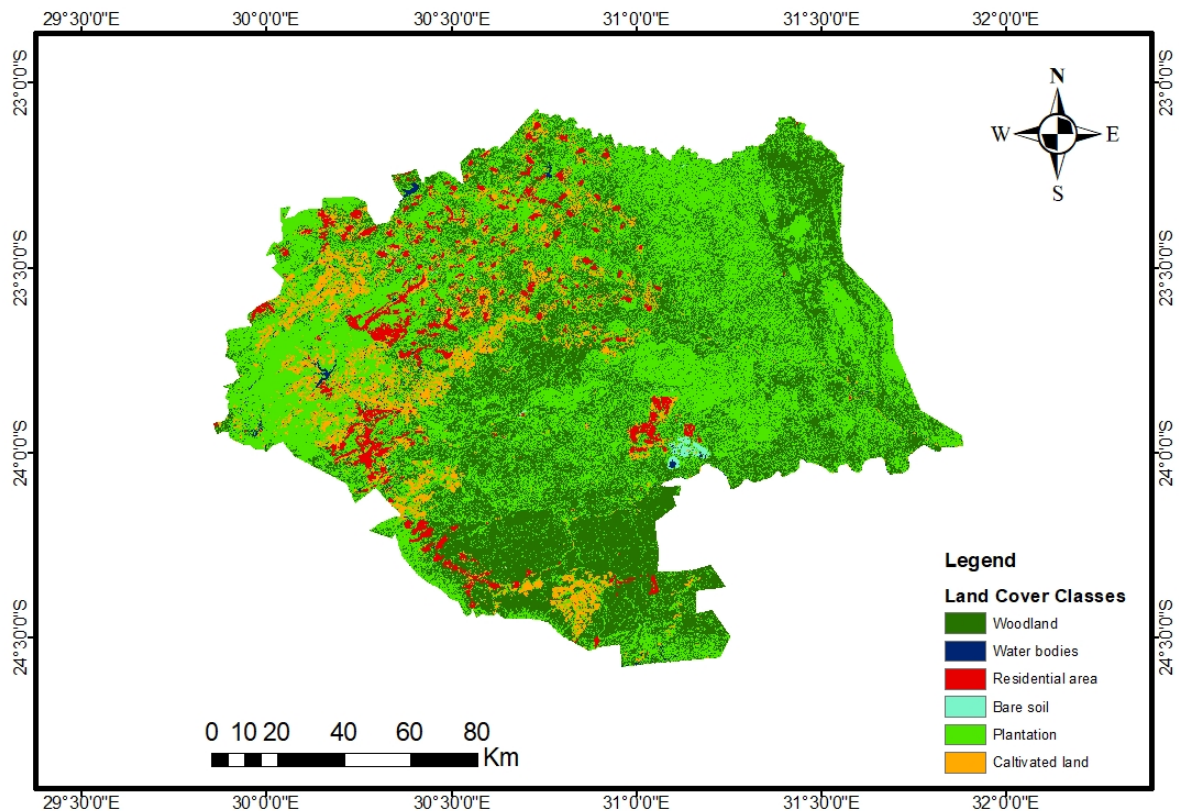 29°30'0"E 30°0'0"E 30°30'0"E 31°0'0"E 31°30'0"E 32°0'0"E
23°0'0"S 23°0'0"S
N
W E
S
23°30'0"S 23°30'0"S
24°0'0"S 24°0'0"S
24°30'0"S 24°30'0"S
Legend
Land Cover Classes
Woodland
Water bodies
Residential area
Bare soil
Plantation
Caltivated land
0 10 20 40 60 80
Km
29°30'0"E 30°0'0"E 30°30'0"E 31°0'0"E 31°30'0"E 32°0'0"E